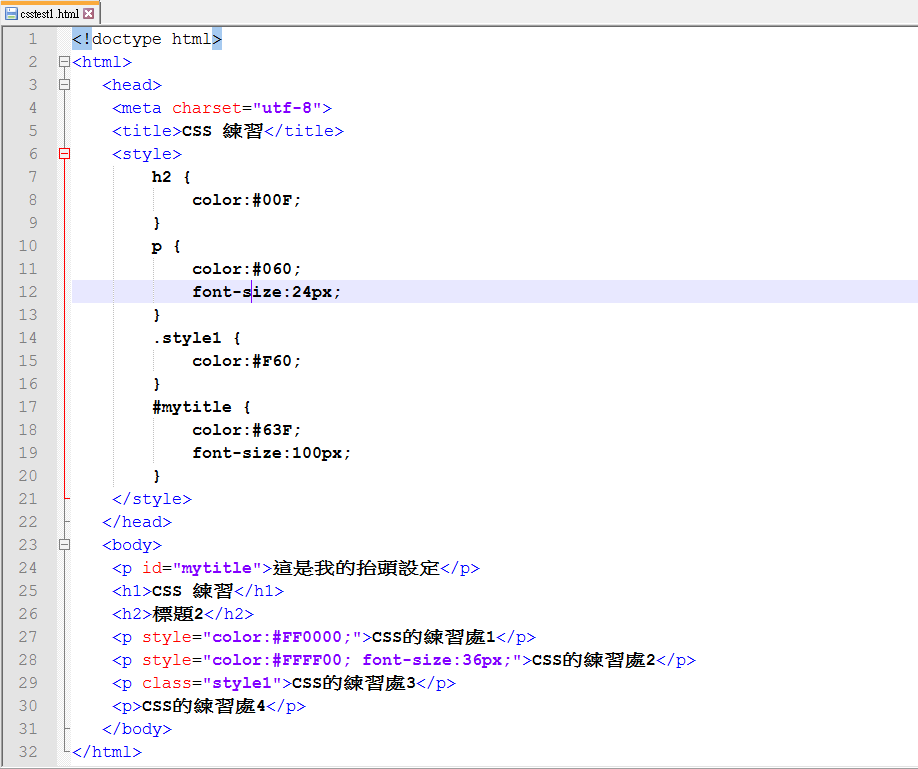 csstest1.html
1 <!doctype html>
2 <html>
3 <head>
4 <meta charset="utf-8">
5 <title>CSS 練習</title>
6 <style>
7 h2 {
8 color:#00F;
9 }
10 p {
11 color:#060;
12 font-size:24px;
13 }
14 .style1 {
15 color:#F60;
16 }
17 #mytitle {
18 color:#63F;
19 font-size:100px;
20 }
21 </style>
22 </head>
23 <body>
24 <p id="mytitle">這是我的抬頭設定</p>
25 <h1>CSS 練習</h1>
26 <h2>標題2</h2>
27 <p style="color:#FF0000;">CSS的練習處1</p>
28 <p style="color:#FFFF00; font-size:36px;">CSS的練習處2</p>
29 <p class="style1">CSS的練習處3</p>
30 <p>CSS的練習處4</p>
31 </body>
32 </html>